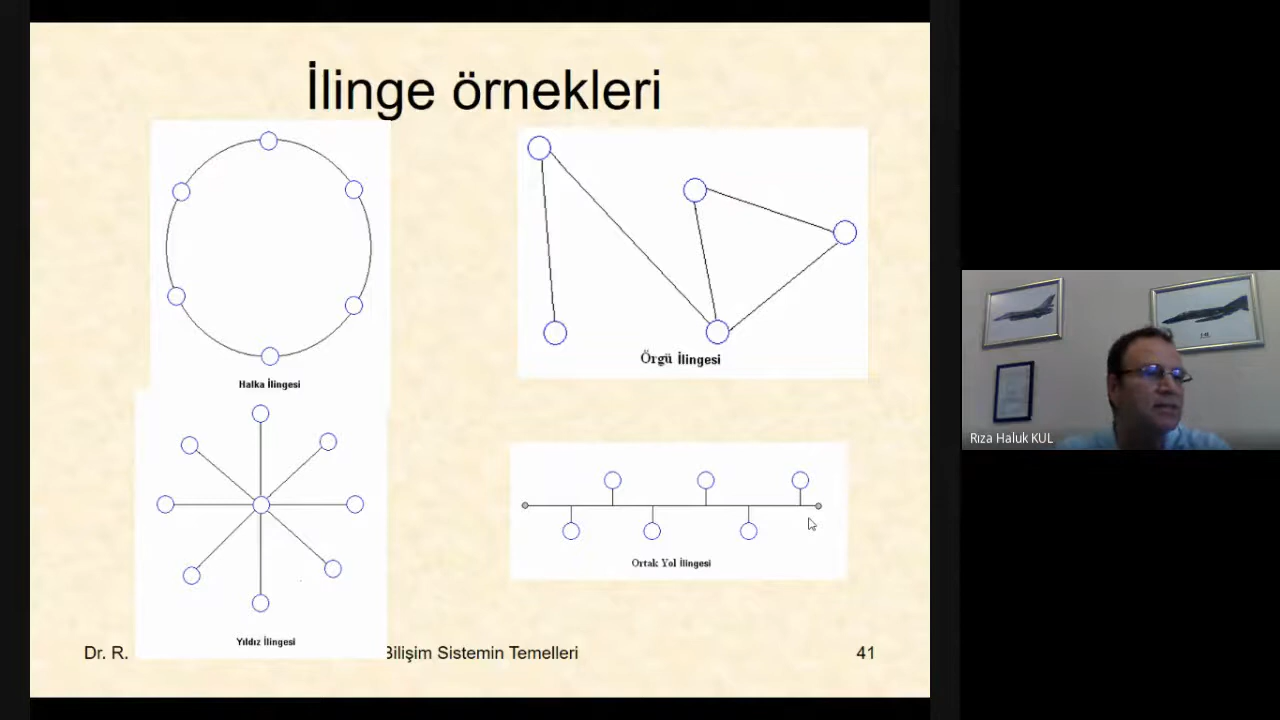 İlinge örnekleri
Halka İlingesi
Örgü İlingesi
Yıldız İlingesi
Ortak Yol İlingesi
Dr. R.
Bilişim Sistemin Temelleri
41
Rıza Haluk KUL